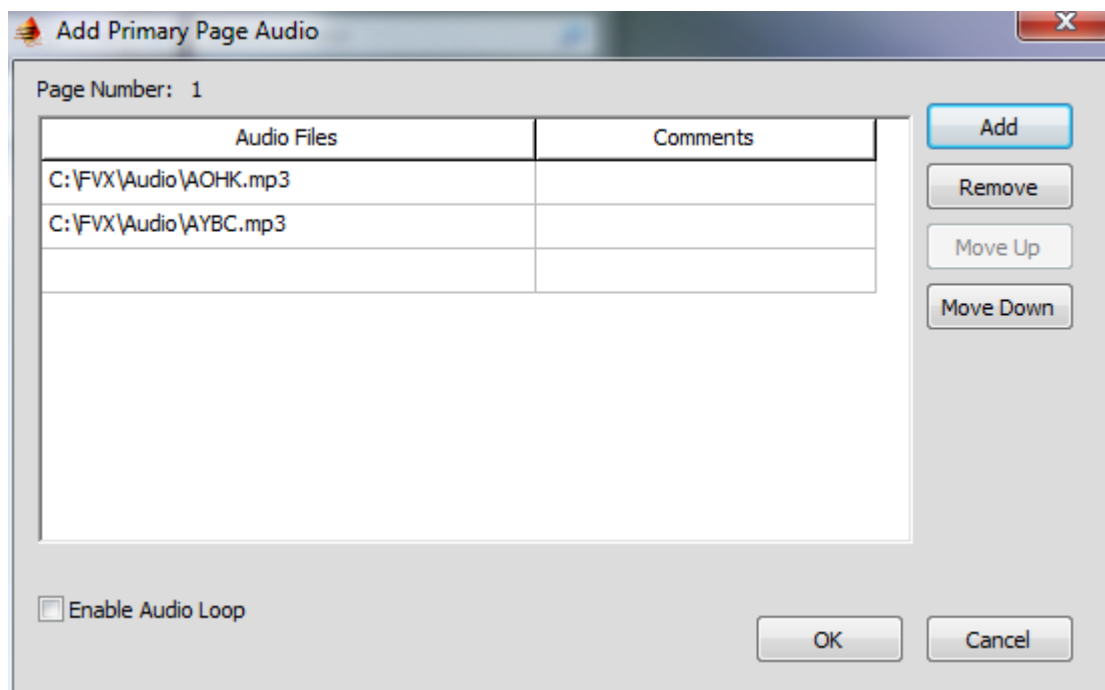 Add Primary Page Audio
x
Page Number: 1
Audio Files Comments
C:\FVX\Audio\AOHK.mp3
C:\FVX\Audio\AYBC.mp3
Add
Remove
Move Up
Move Down
Enable Audio Loop
OK Cancel